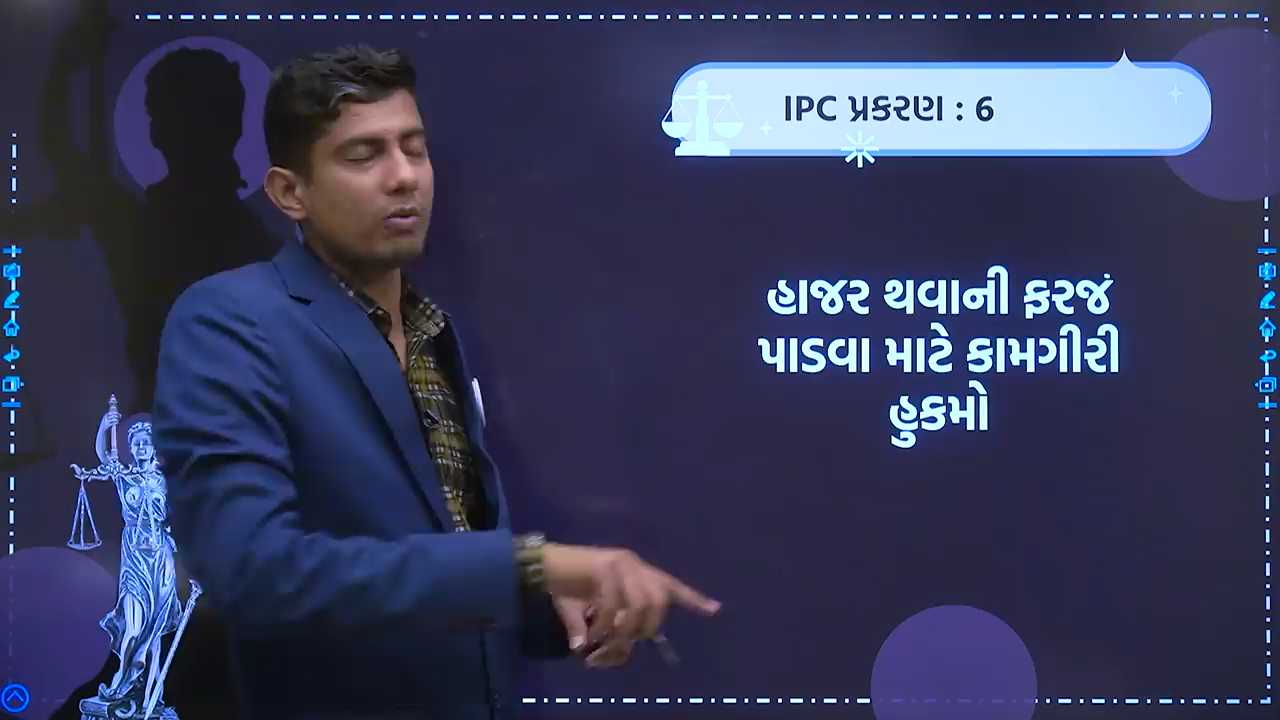 IPC પ્રકરણ : 6
હાજર થવાની ફરજં
પાડવા માટે કામગીરી
હુકમો